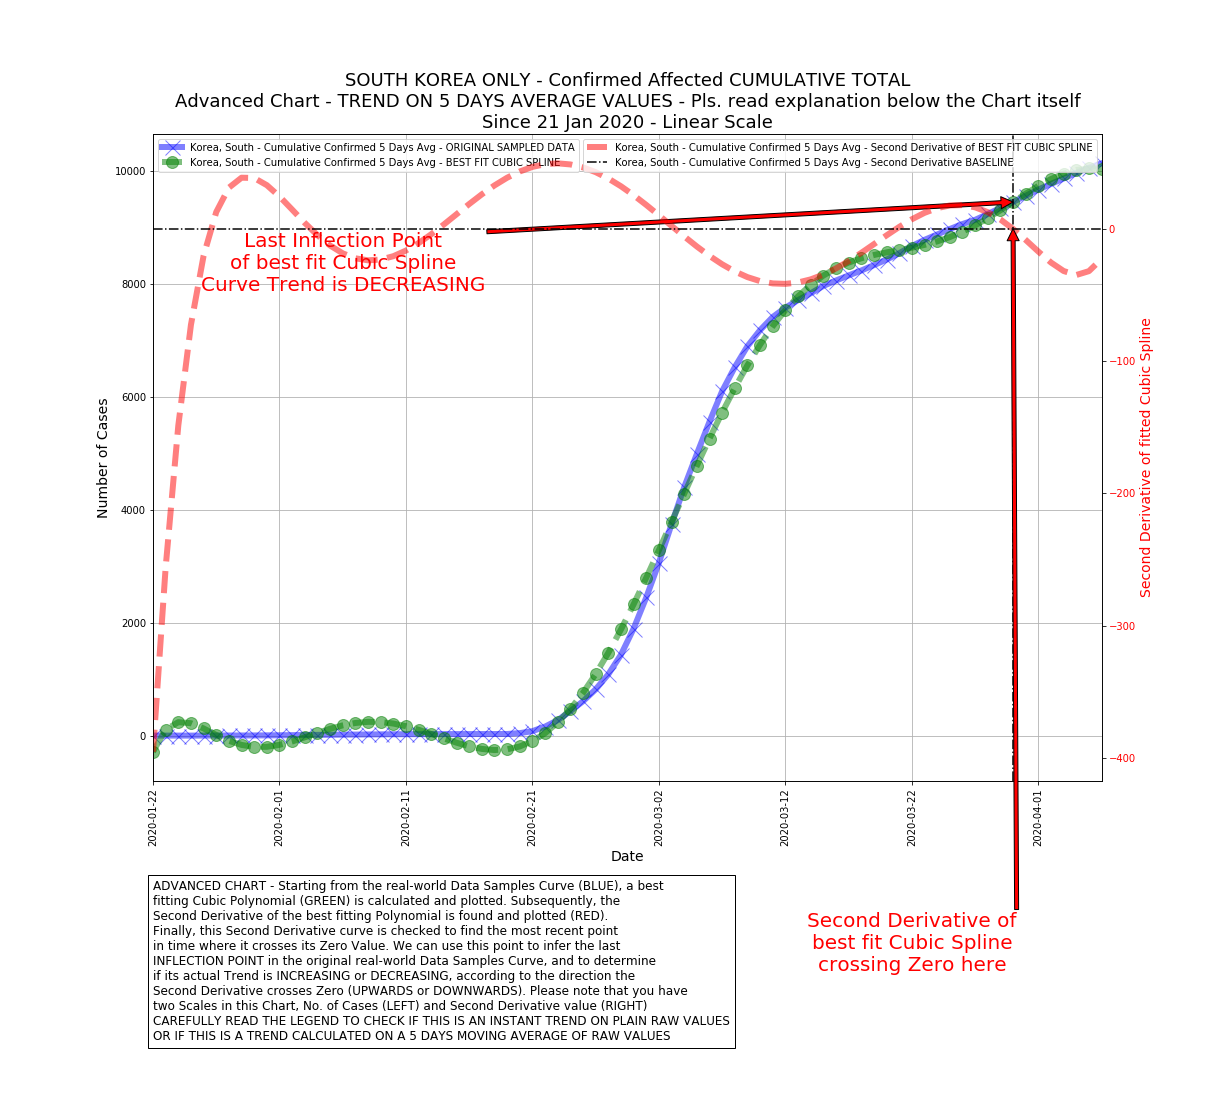 SOUTH KOREA ONLY - Confirmed Affected CUMULATIVE TOTAL
Advanced Chart - TREND ON 5 DAYS AVERAGE VALUES - Pls. read explanation below the Chart itself
Since 21 Jan 2020 - Linear Scale
Korea, South - Cumulative Confirmed 5 Days Avg - ORIGINAL SAMPLED DATA
Korea, South - Cumulative Confirmed 5 Days Avg - BEST FIT CUBIC SPLINE
Korea, South - Cumulative Confirmed 5 Days Avg - Second Derivative of BEST FIT CUBIC SPLINE
Korea, South - Cumulative Confirmed 5 Days Avg - Second Derivative BASELINE
10000
8000
6000
4000
2000
0
Number of Cases
Last Inflection Point
of best fit Cubic Spline
Curve Trend is DECREASING
0
−100
−200
−300
−400
Second Derivative of fitted Cubic Spline
2020-01-22
2020-02-01
2020-02-11
2020-02-21
2020-03-02
2020-03-12
2020-03-22
2020-04-01
Date
ADVANCED CHART - Starting from the real-world Data Samples Curve (BLUE), a best
fitting Cubic Polynomial (GREEN) is calculated and plotted. Subsequently, the
Second Derivative of the best fitting Polynomial is found and plotted (RED).
Finally, this Second Derivative curve is checked to find the most recent point
in time where it crosses its Zero Value. We can use this point to infer the last
INFLECTION POINT in the original real-world Data Samples Curve, and to determine
if its actual Trend is INCREASING or DECREASING, according to the direction the
Second Derivative crosses Zero (UPWARDS or DOWNWARDS). Please note that you have
two Scales in this Chart, No. of Cases (LEFT) and Second Derivative value (RIGHT)
CAREFULLY READ THE LEGEND TO CHECK IF THIS IS AN INSTANT TREND ON PLAIN RAW VALUES
OR IF THIS IS A TREND CALCULATED ON A 5 DAYS MOVING AVERAGE OF RAW VALUES
Second Derivative of
best fit Cubic Spline
crossing Zero here